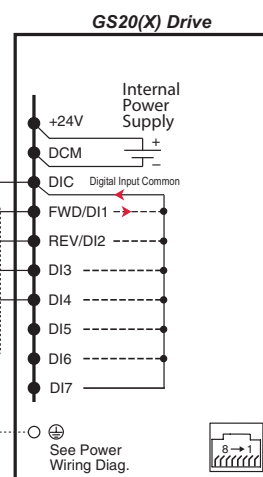 GS20(X) Drive
Internal
Power
Supply
+24V
+
DCM
–
DIC
Digital Input Common
FWD/DI1
REV/DI2
DI3
DI4
DI5
DI6
DI7
See Power
Wiring Diag.
8→1